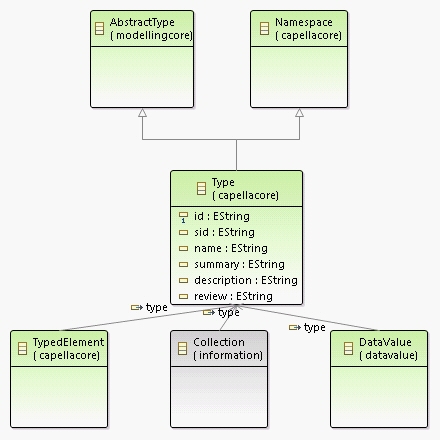 AbstractType
( modellingcore)
Namespace
( capellacore)
Type
( capellacore)
id : EString
sid : EString
name : EString
summary : EString
description : EString
review : EString
type
type
type
TypedElement
( capellacore)
Collection
( information)
DataValue
( datavalue)